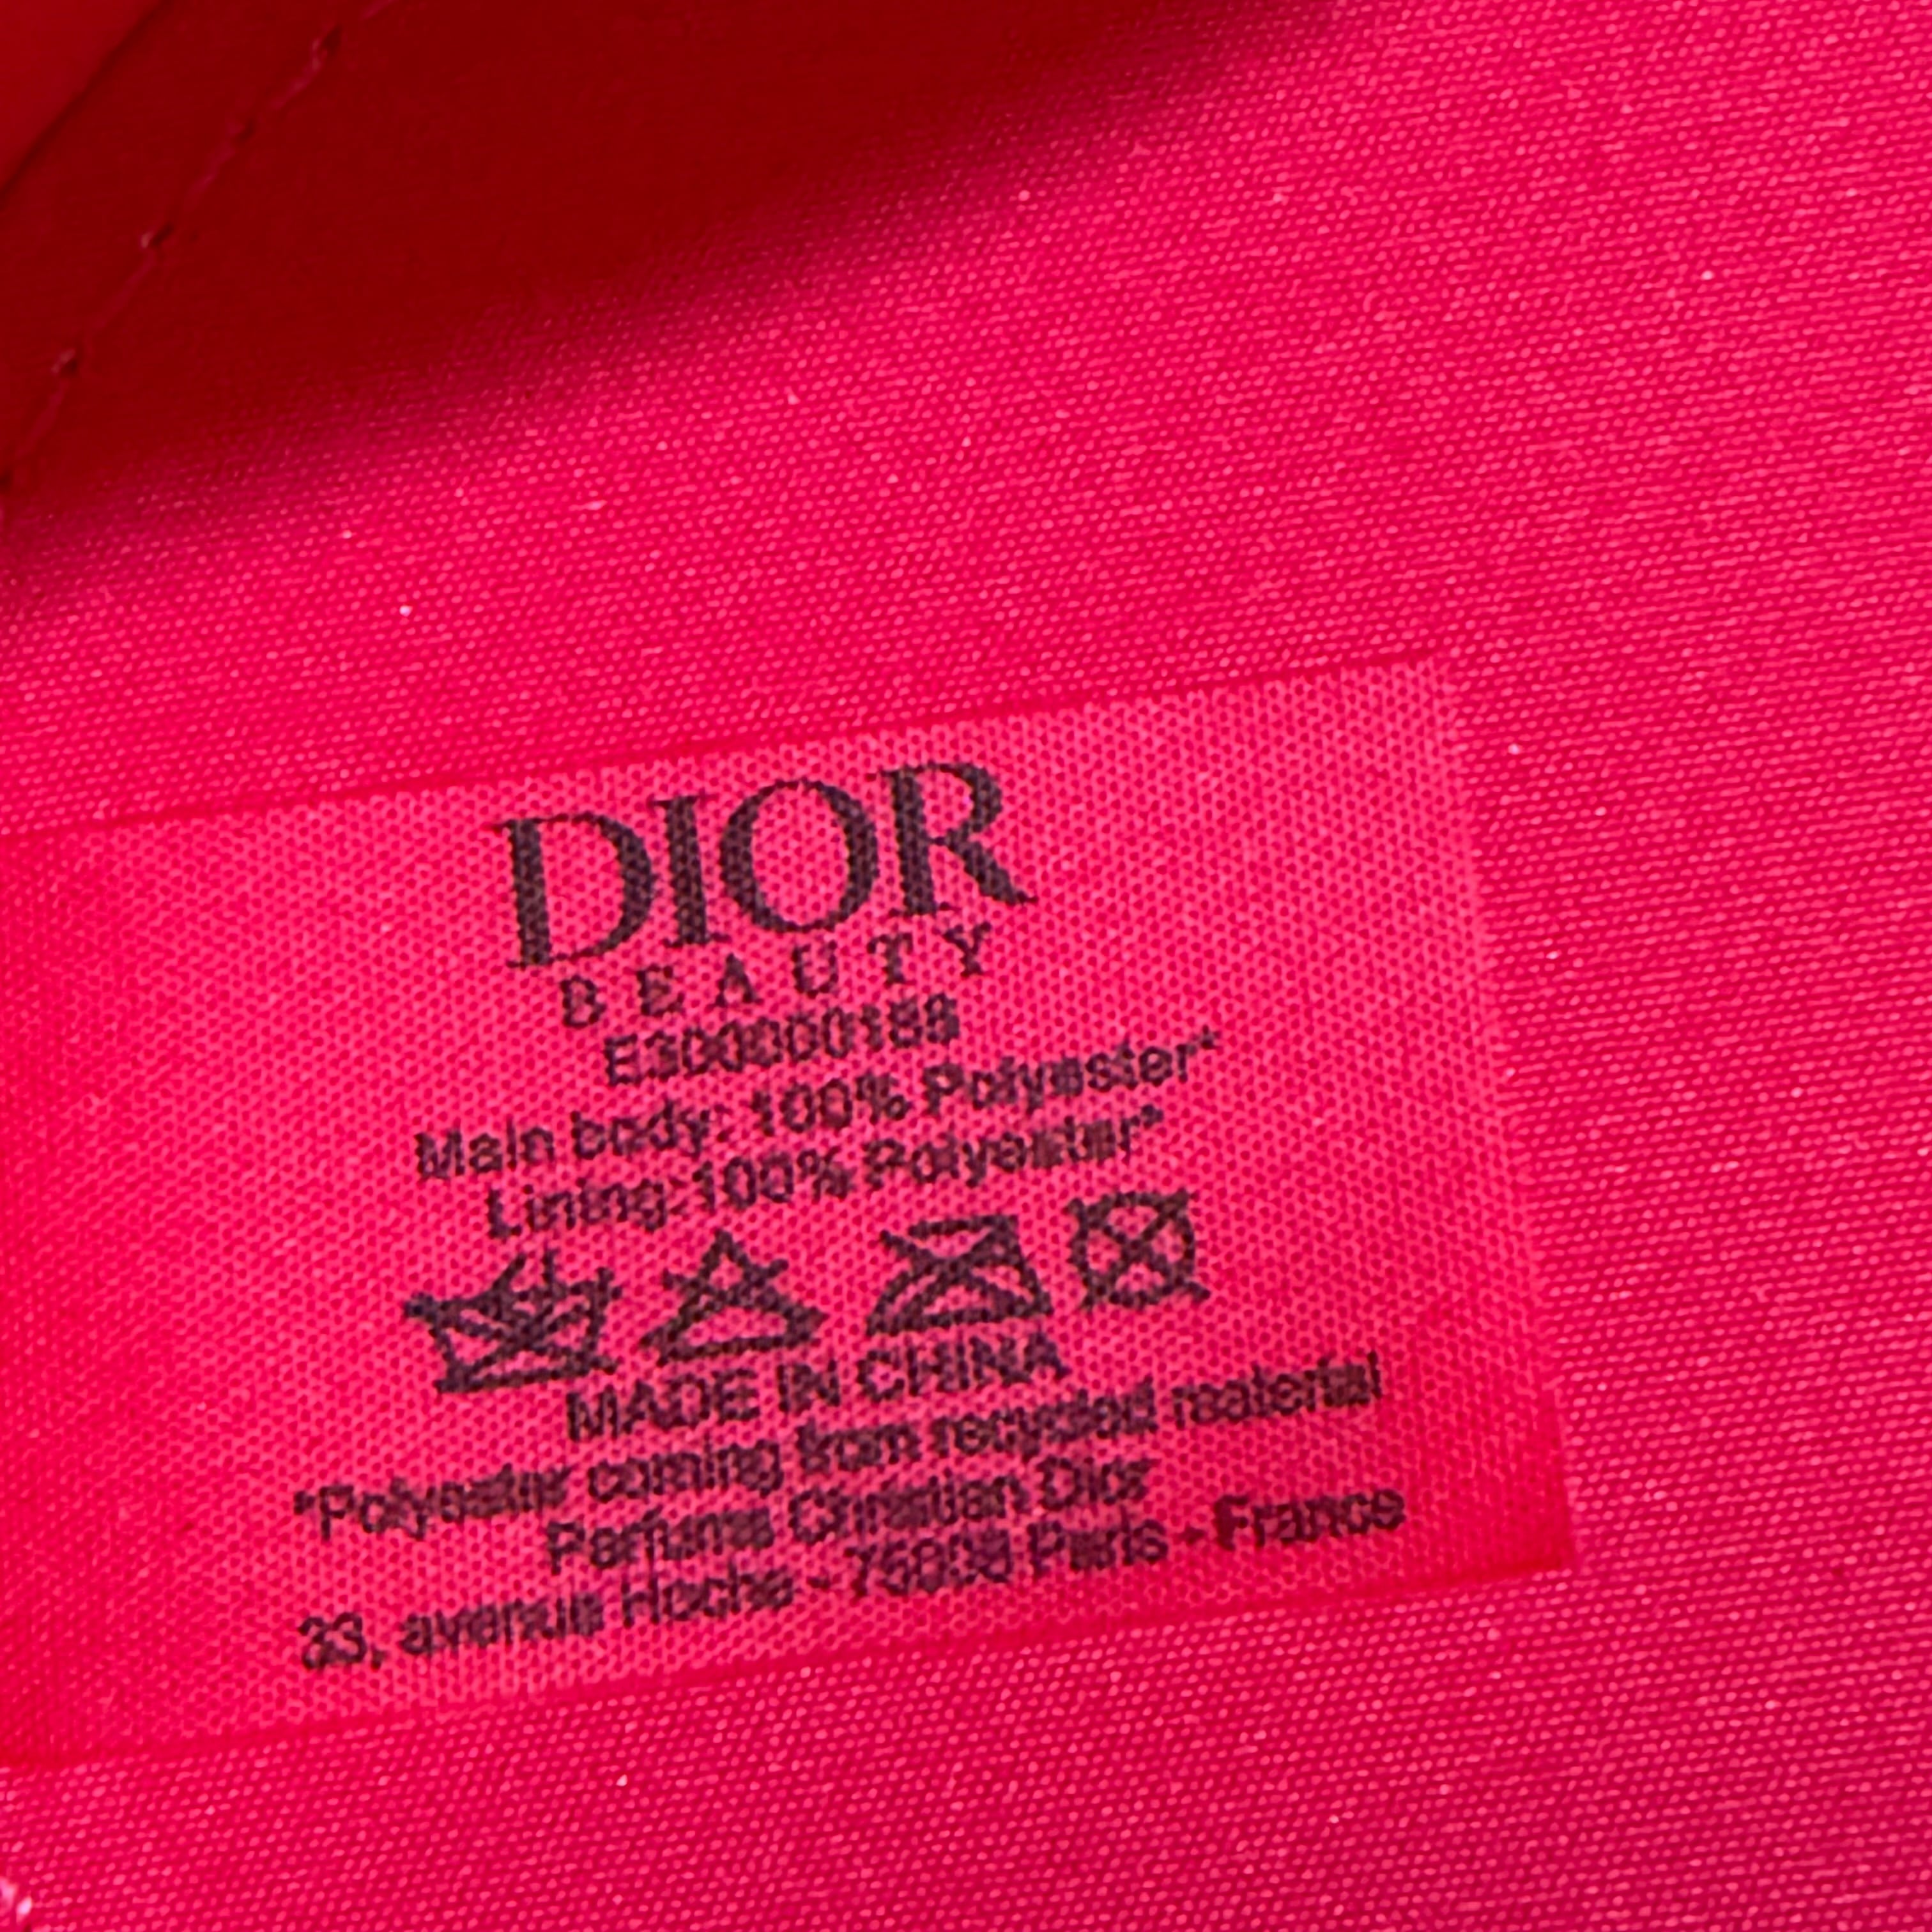 DIOR
BEAUTY
E300000188
Main body: 100% Polyester*
Lining:100% Polyester*
MADE IN CHINA
*Polyester coming from recycled material
Parfums Christian Dior
33, avenue Hoche - 75008 Paris - France